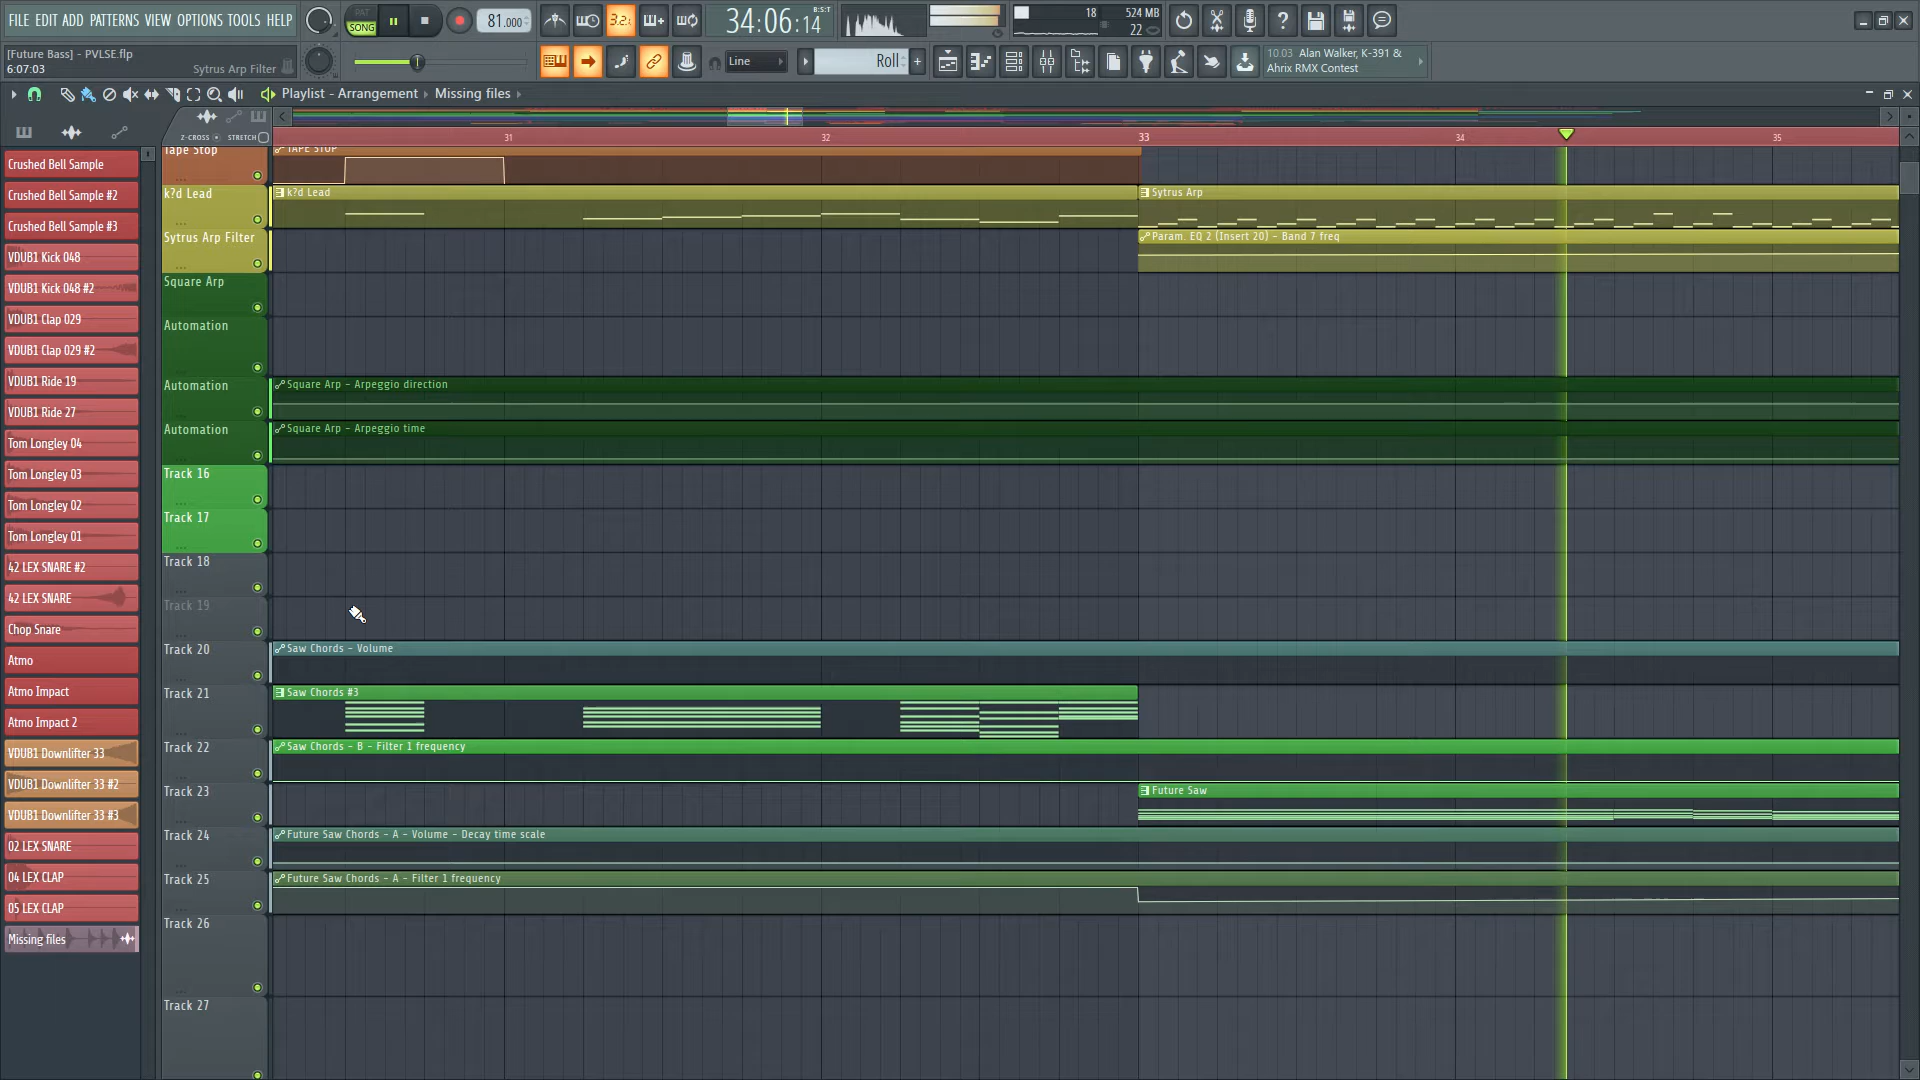 FILE EDIT ADD PATTERNS VIEW OPTIONS TOOLS HELP
PAT
SONG
81.000
3.2.
34:06:14
B:S:T
18
524 MB
22
[Future Bass] - PVLSE.flp
6:07:03
Sytrus Arp Filter
Line
Roll
10.03 Alan Walker, K-391 &
Ahrix RMX Contest
Playlist - Arrangement
Missing files
Z-CROSS
STRETCH
31
32
33
34
35
Crushed Bell Sample
Crushed Bell Sample #2
Crushed Bell Sample #3
VDUB1 Kick 048
VDUB1 Kick 048 #2
VDUB1 Clap 029
VDUB1 Clap 029 #2
VDUB1 Ride 19
VDUB1 Ride 27
Tom Longley 04
Tom Longley 03
Tom Longley 02
Tom Longley 01
42 LEX SNARE #2
42 LEX SNARE
Chop Snare
Atmo
Atmo Impact
Atmo Impact 2
VDUB1 Downlifter 33
VDUB1 Downlifter 33 #2
VDUB1 Downlifter 33 #3
02 LEX SNARE
04 LEX CLAP
05 LEX CLAP
Missing files
Tape Stop
TAPE STOP
k?d Lead
k?d Lead
Sytrus Arp
Sytrus Arp Filter
Param. EQ 2 (Insert 20) - Band 7 freq
Square Arp
Automation
Automation
Square Arp - Arpeggio direction
Automation
Square Arp - Arpeggio time
Track 16
Track 17
Track 18
Track 19
Track 20
Saw Chords - Volume
Track 21
Saw Chords #3
Track 22
Saw Chords - B - Filter 1 frequency
Track 23
Future Saw
Track 24
Future Saw Chords - A - Volume - Decay time scale
Track 25
Future Saw Chords - A - Filter 1 frequency
Track 26
Track 27